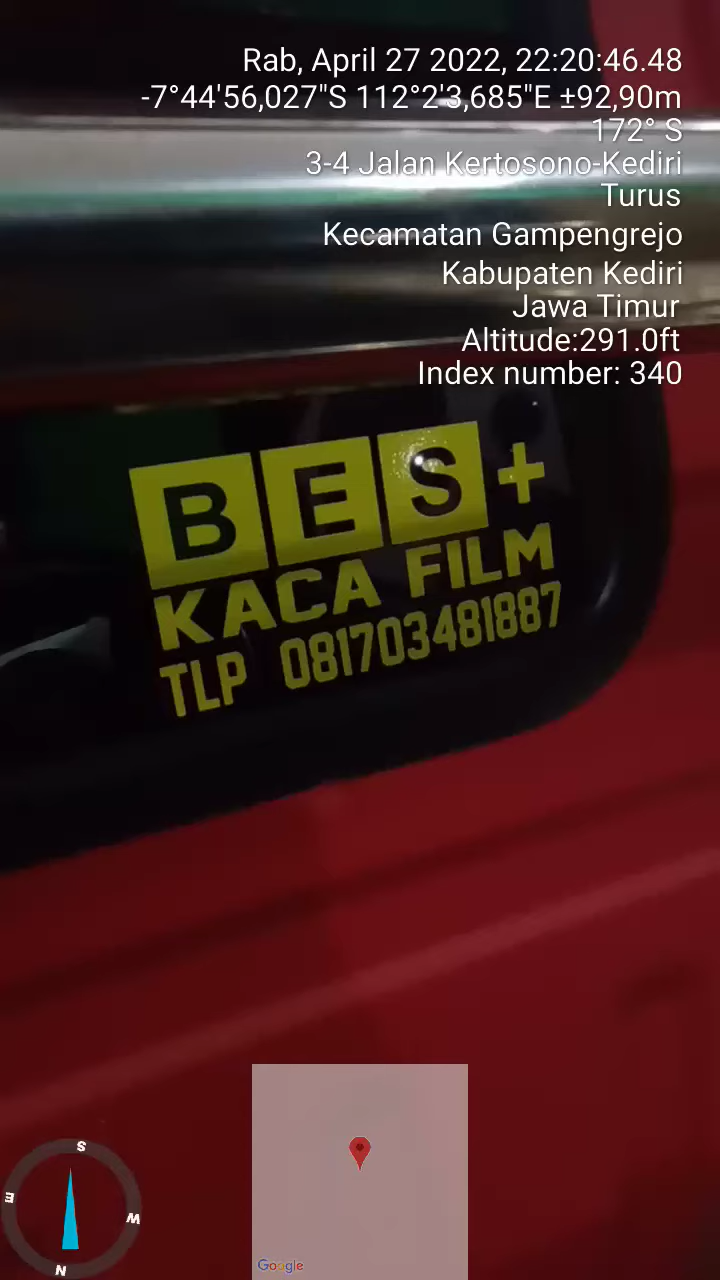 Rab, April 27 2022, 22:20:46.48
-7°44'56,027"S 112°2'3,685"E ±92,90m
172° S
3-4 Jalan Kertosono-Kediri
Turus
Kecamatan Gampengrejo
Kabupaten Kediri
Jawa Timur
Altitude:291.0ft
Index number: 340
BES+
KACA FILM
TLP 081703481887
S
E
W
N
Google